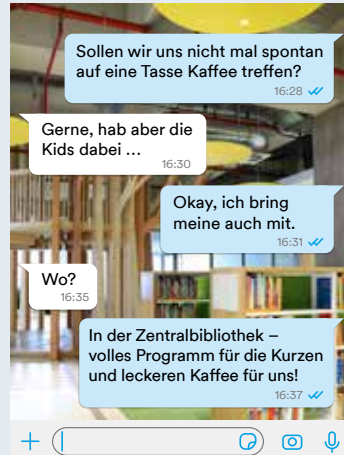 Sollen wir uns nicht mal spontan
auf eine Tasse Kaffee treffen?
16:28
Gerne, hab aber die
Kids dabei …
16:30
Okay, ich bring
meine auch mit.
16:31
Wo?
16:35
In der Zentralbibliothek –
volles Programm für die Kurzen
und leckeren Kaffee für uns!
16:37